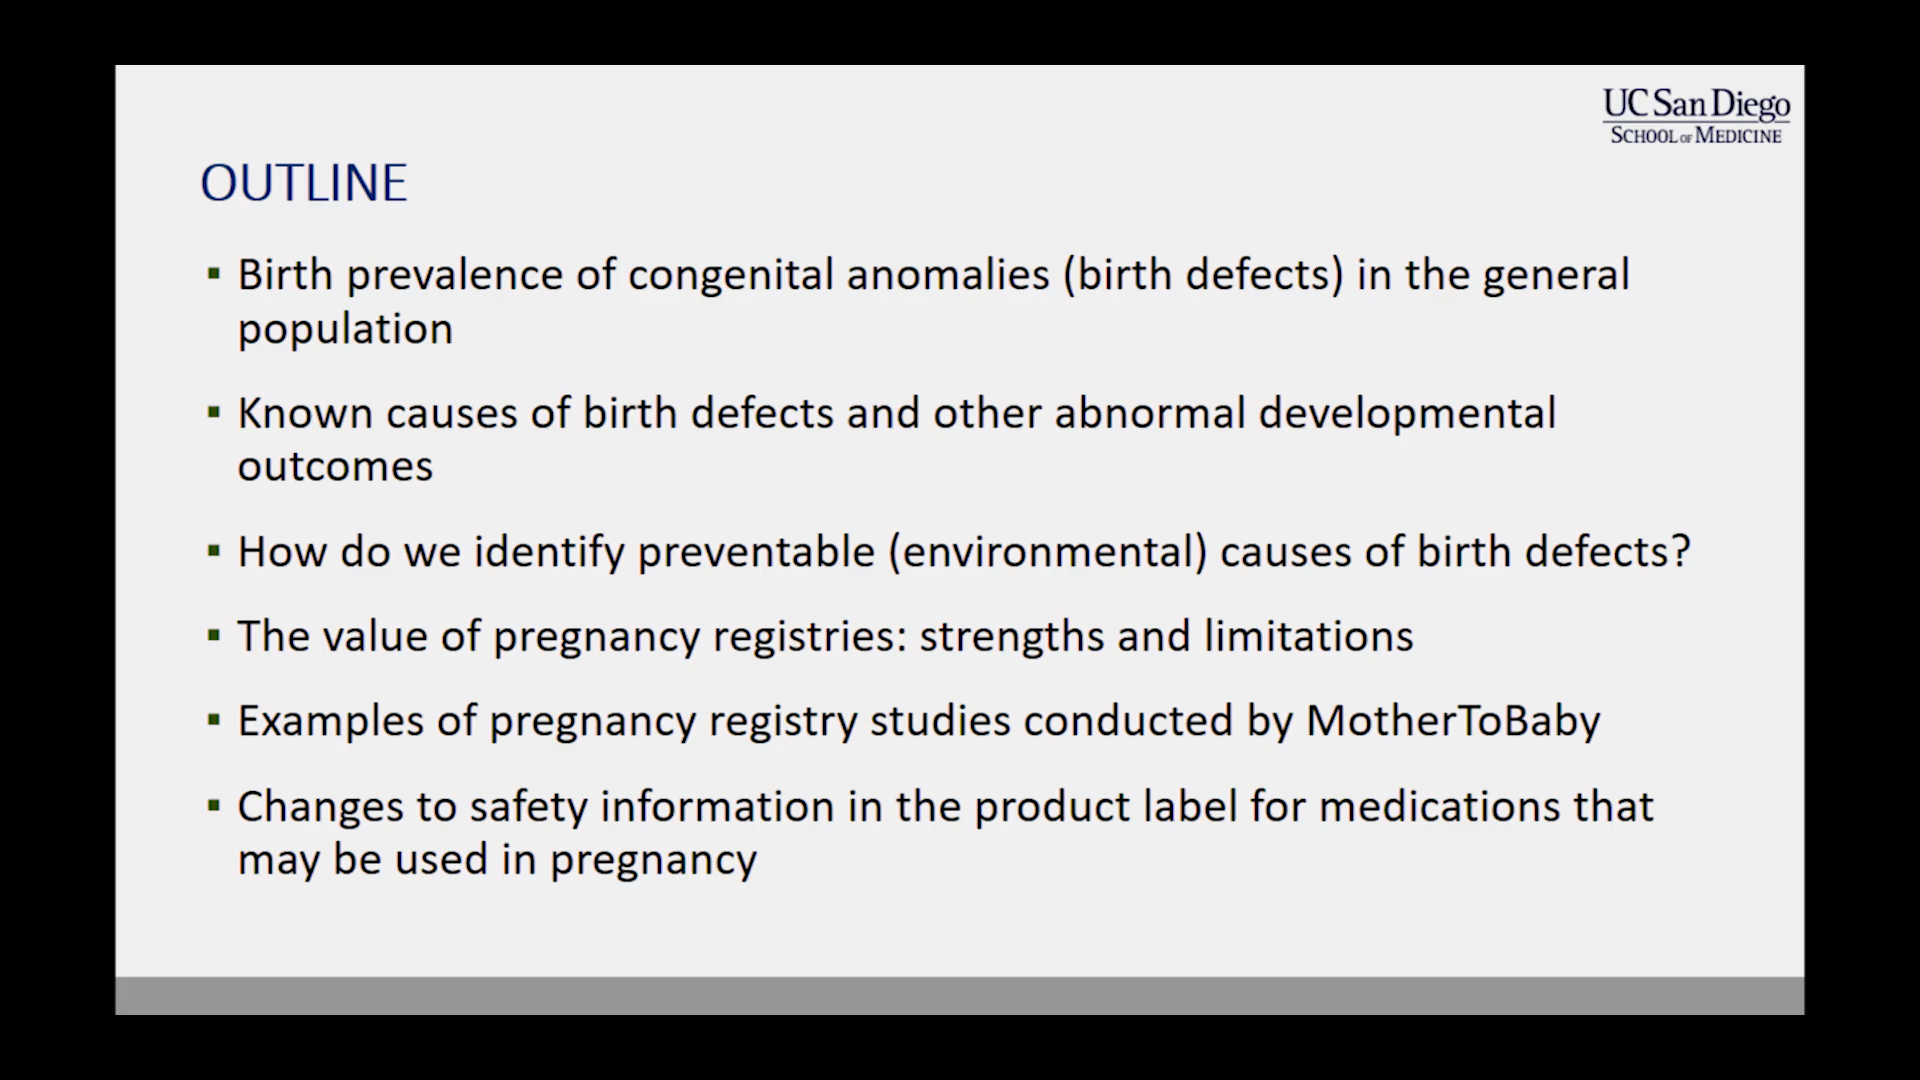 UC San Diego
SCHOOL OF MEDICINE
OUTLINE
▪ Birth prevalence of congenital anomalies (birth defects) in the general
population
▪ Known causes of birth defects and other abnormal developmental
outcomes
▪ How do we identify preventable (environmental) causes of birth defects?
▪ The value of pregnancy registries: strengths and limitations
▪ Examples of pregnancy registry studies conducted by MotherToBaby
▪ Changes to safety information in the product label for medications that
may be used in pregnancy